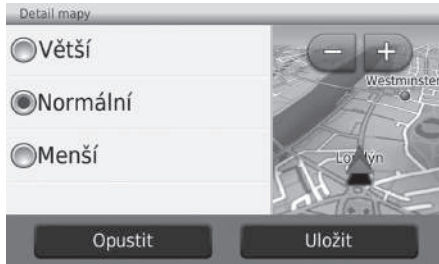 Detail mapy
Větší
Normální
Menší
Westminster
Londýn
Opustit
Uložit